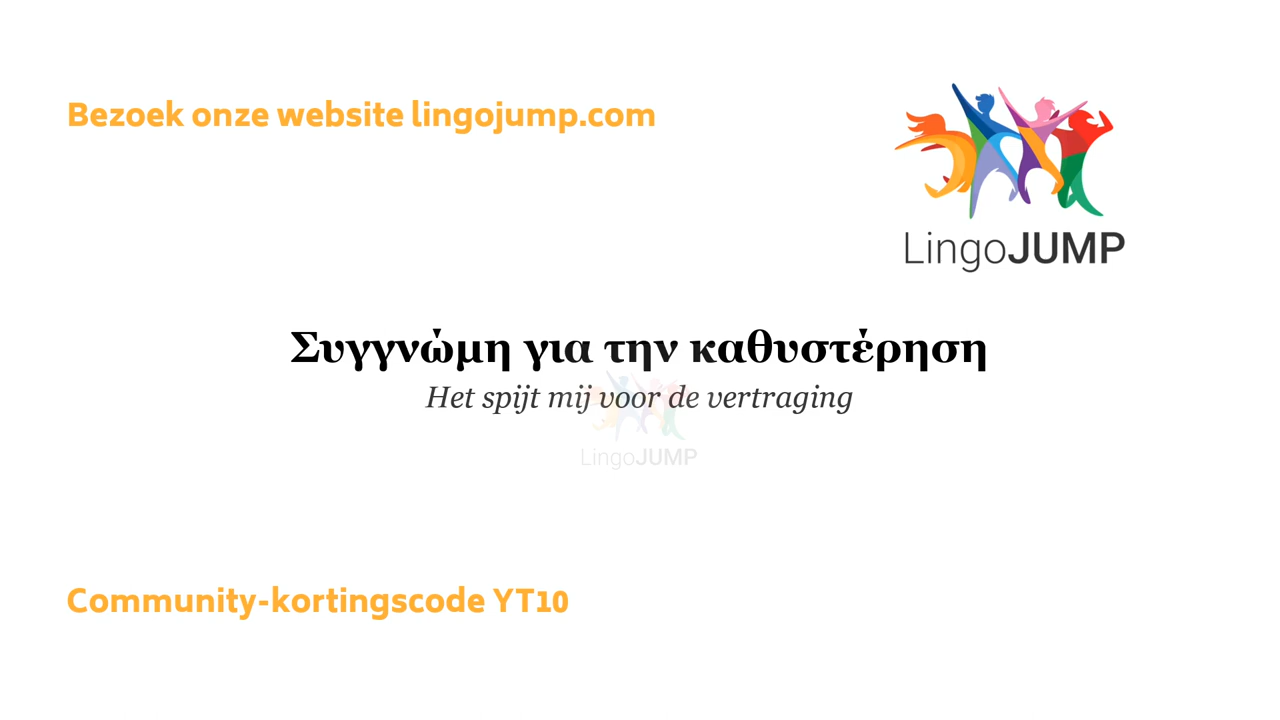 Bezoek onze website lingojump.com
LingoJUMP
Συγγνώμη για την καθυστέρηση
Het spijt mij voor de vertraging
LingoJUMP
Community-kortingscode YT10